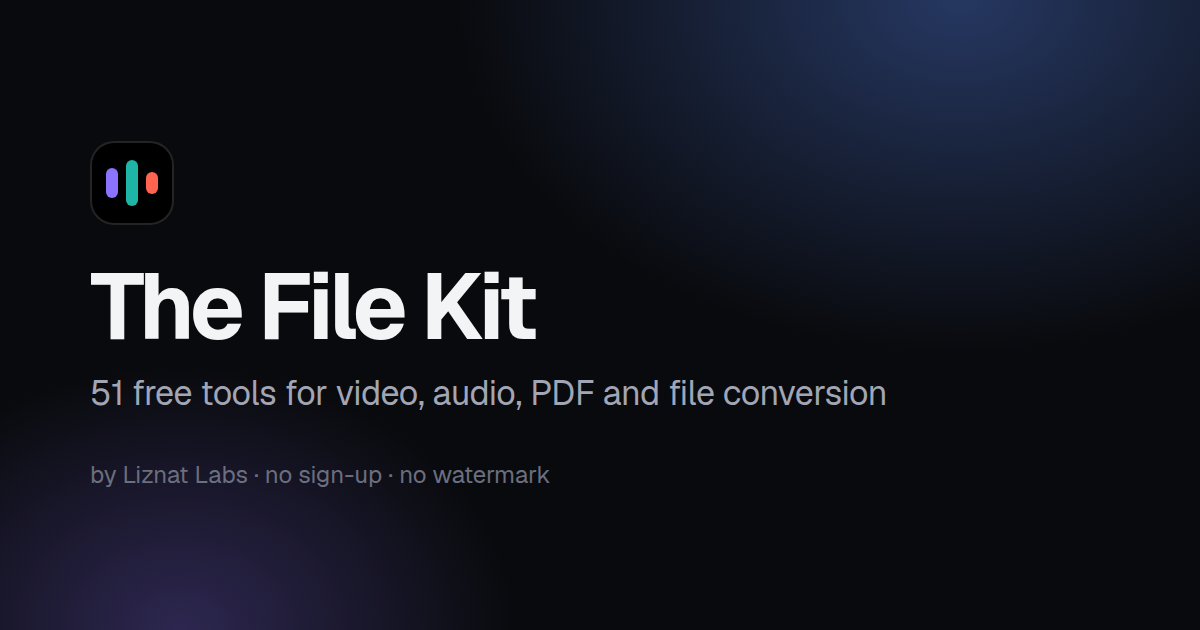 The File Kit
51 free tools for video, audio, PDF and file conversion
by Liznat Labs · no sign-up · no watermark